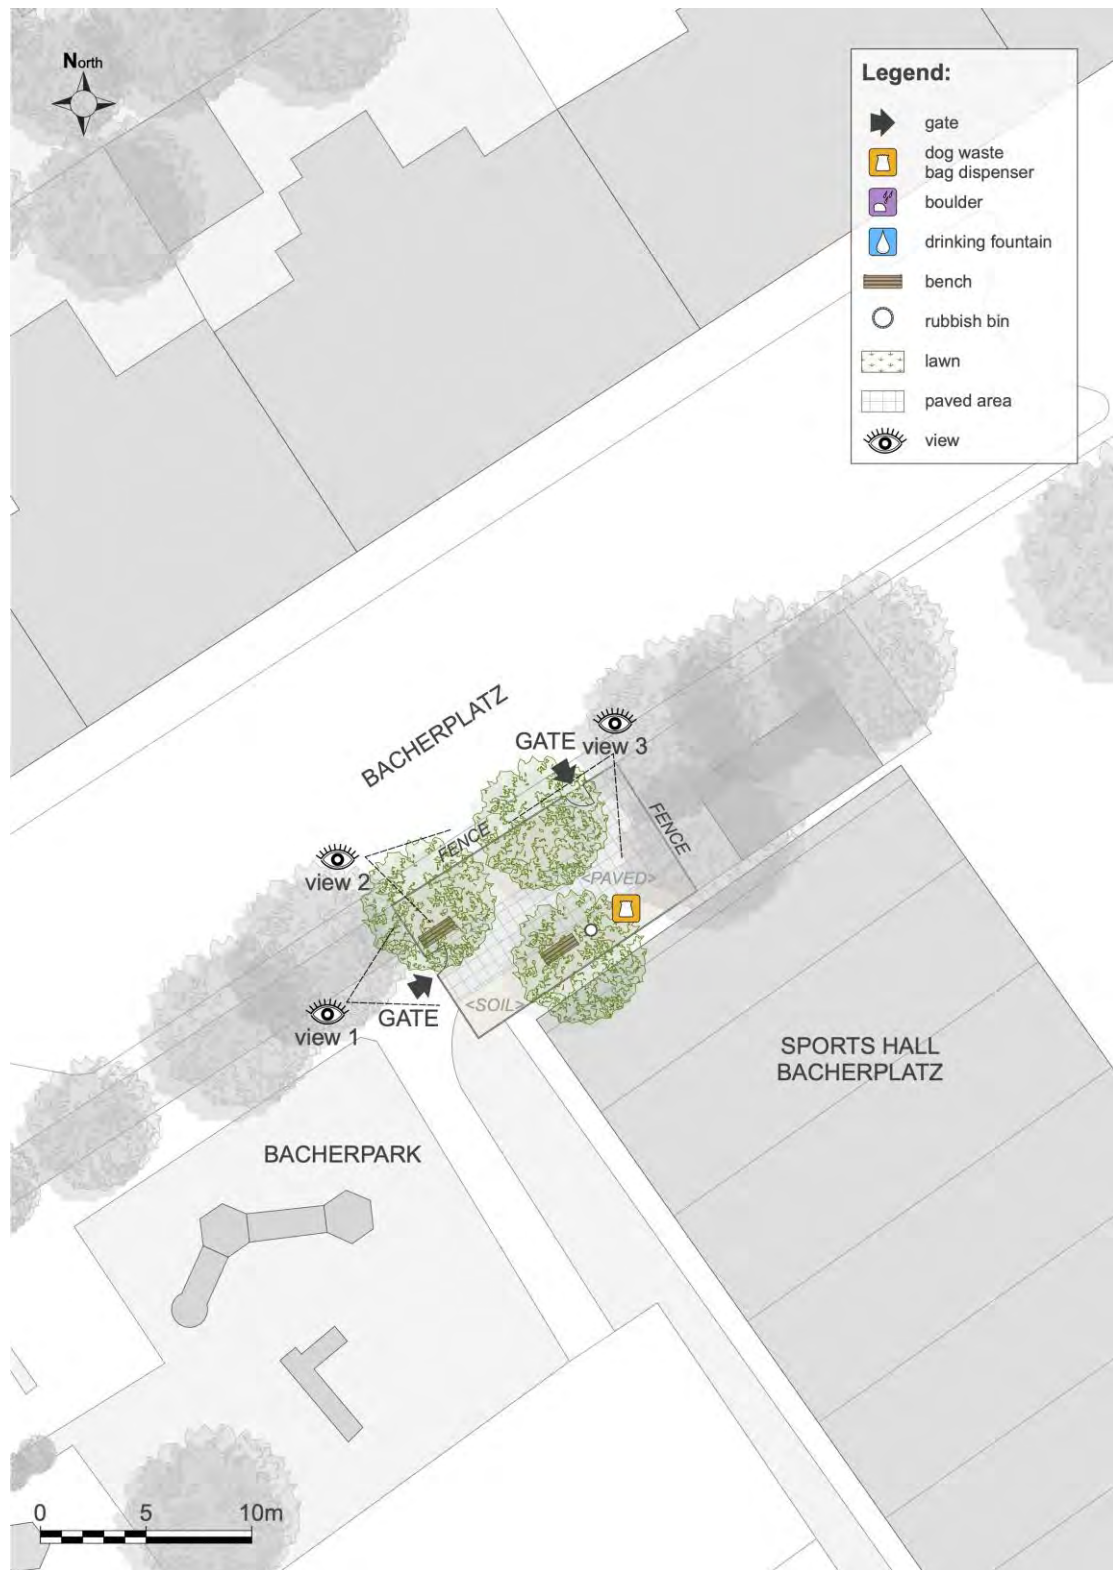 North
Legend:
gate
dog waste
bag dispenser
boulder
drinking fountain
bench
rubbish bin
lawn
paved area
view
BACHERPLATZ
GATE
view 3
FENCE
FENCE
view 2
<PAVED>
<SOIL>
GATE
view 1
SPORTS HALL
BACHERPLATZ
BACHERPARK
0 5 10m